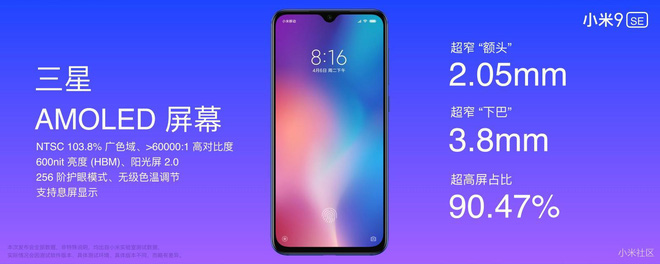 小米9 SE
三星
AMOLED 屏幕
NTSC 103.8% 广色域、>60000:1 高对比度
600nit 亮度 (HBM)、阳光屏 2.0
256 阶护眼模式、无级色温调节
支持息屏显示
8:16
超窄 “额头”
2.05mm
超窄 “下巴”
3.8mm
超高屏占比
90.47%
小米社区